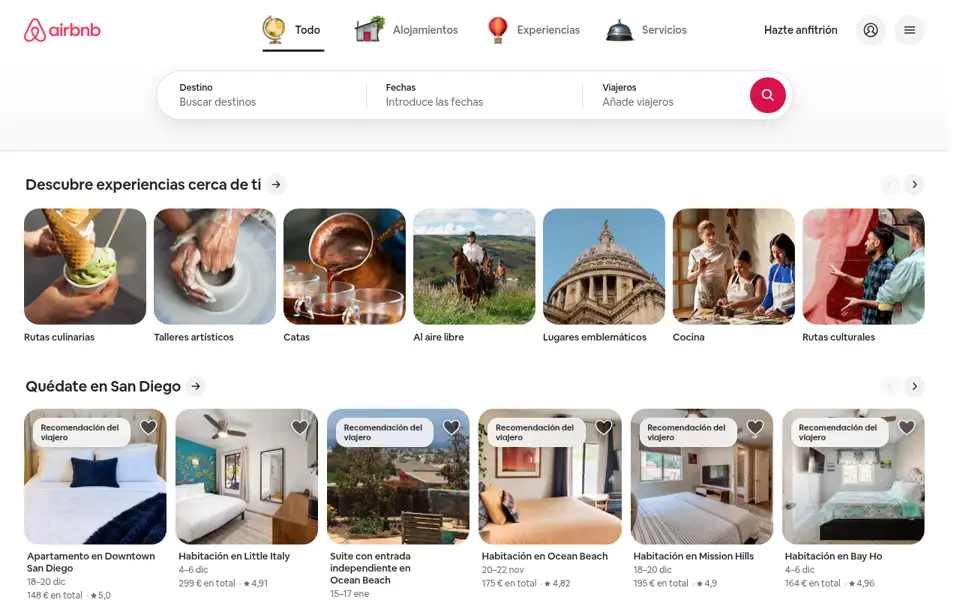 airbnb
Todo
Alojamientos
Experiencias
Servicios
Hazte anfitrión
Destino
Buscar destinos
Fechas
Introduce las fechas
Viajeros
Añade viajeros
Descubre experiencias cerca de ti
Rutas culinarias
Talleres artísticos
Catas
Al aire libre
Lugares emblemáticos
Cocina
Rutas culturales
Quédate en San Diego
Recomendación del
viajero
Apartamento en Downtown
San Diego
18–20 dic
148 € en total · ★ 5,0
Habitación en Little Italy
4–6 dic
299 € en total · ★ 4,91
Recomendación del
viajero
Suite con entrada
independiente en
Ocean Beach
15–17 ene
Recomendación del
viajero
Habitación en Ocean Beach
20–22 nov
175 € en total · ★ 4,82
Recomendación del
viajero
Habitación en Mission Hills
18–20 dic
195 € en total · ★ 4,9
Recomendación del
viajero
Habitación en Bay Ho
4–6 dic
164 € en total · ★ 4,96